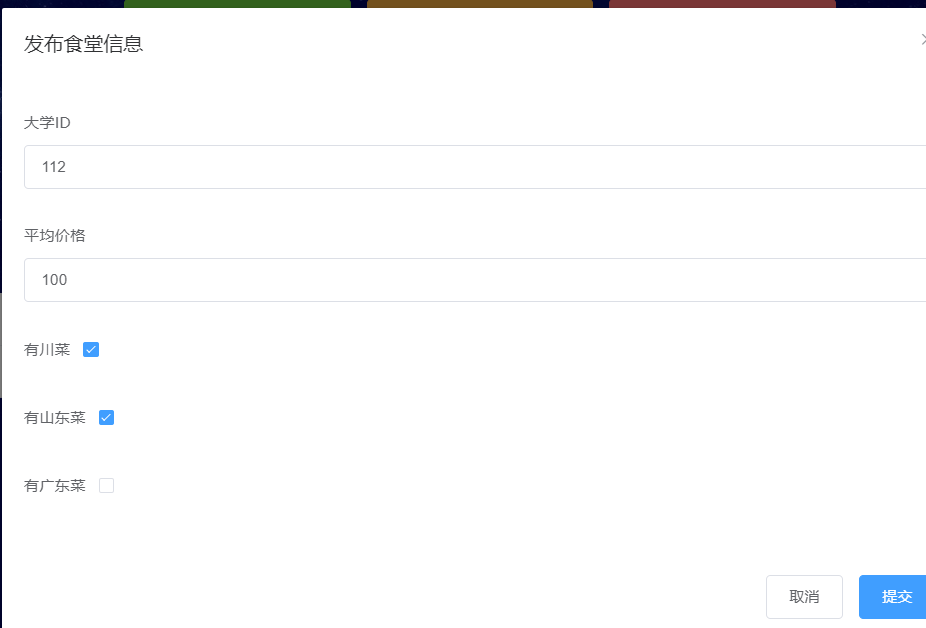 发布食堂信息
大学ID
112
平均价格
100
有川菜
有山东菜
有广东菜
取消 提交